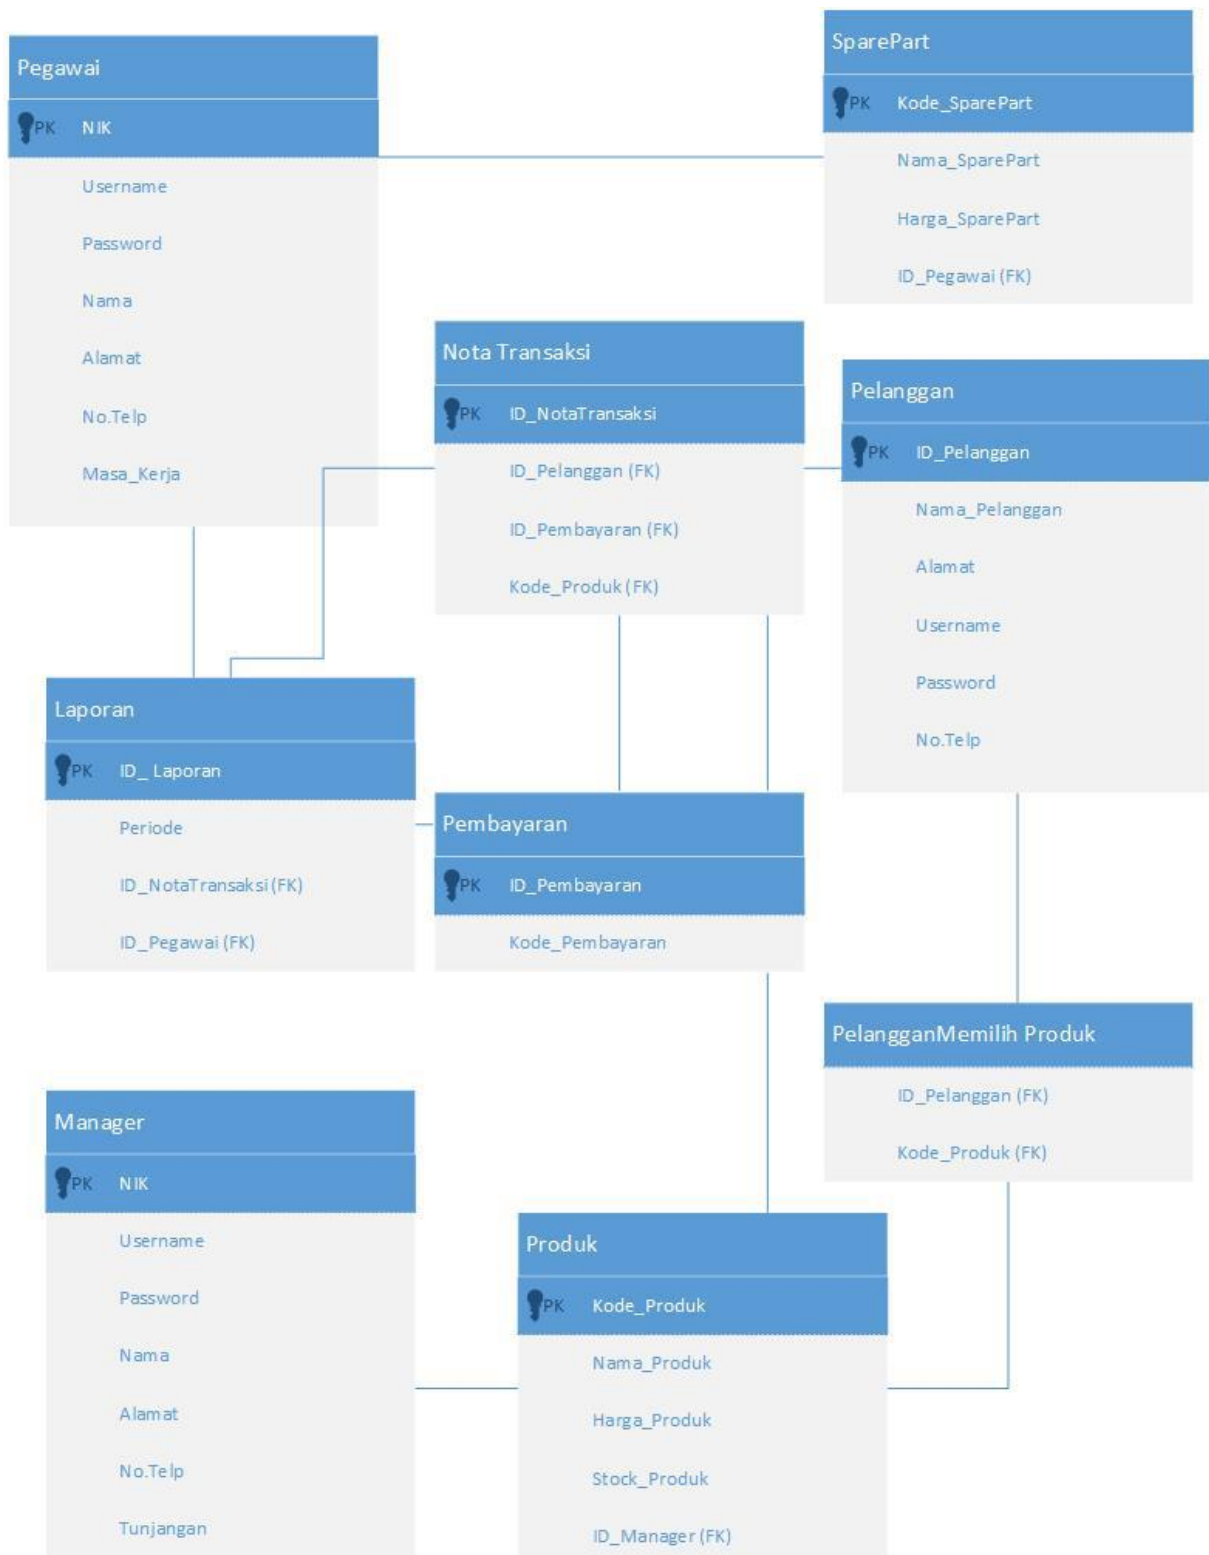 Pegawai
PK NIK
Username
Password
Nama
Alamat
No.Telp
Masa_Kerja
SparePart
PK Kode_SparePart
Nama_SparePart
Harga_SparePart
ID_Pegawai (FK)
Nota Transaksi
PK ID_NotaTransaksi
ID_Pelanggan (FK)
ID_Pembayaran (FK)
Kode_Produk (FK)
Pelanggan
PK ID_Pelanggan
Nama_Pelanggan
Alamat
Username
Password
No.Telp
Laporan
PK ID_ Laporan
Periode
ID_NotaTransaksi (FK)
ID_Pegawai (FK)
Pembayaran
PK ID_Pembayaran
Kode_Pembayaran
PelangganMemilih Produk
ID_Pelanggan (FK)
Kode_Produk (FK)
Manager
PK NIK
Username
Password
Nama
Alamat
No.Telp
Tunjangan
Produk
PK Kode_Produk
Nama_Produk
Harga_Produk
Stock_Produk
ID_Manager (FK)